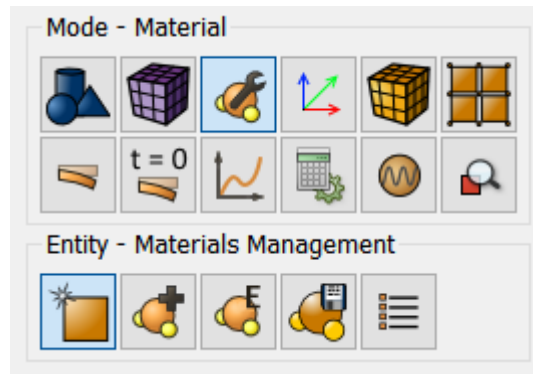 Mode - Material
t = 0
Entity - Materials Management
E